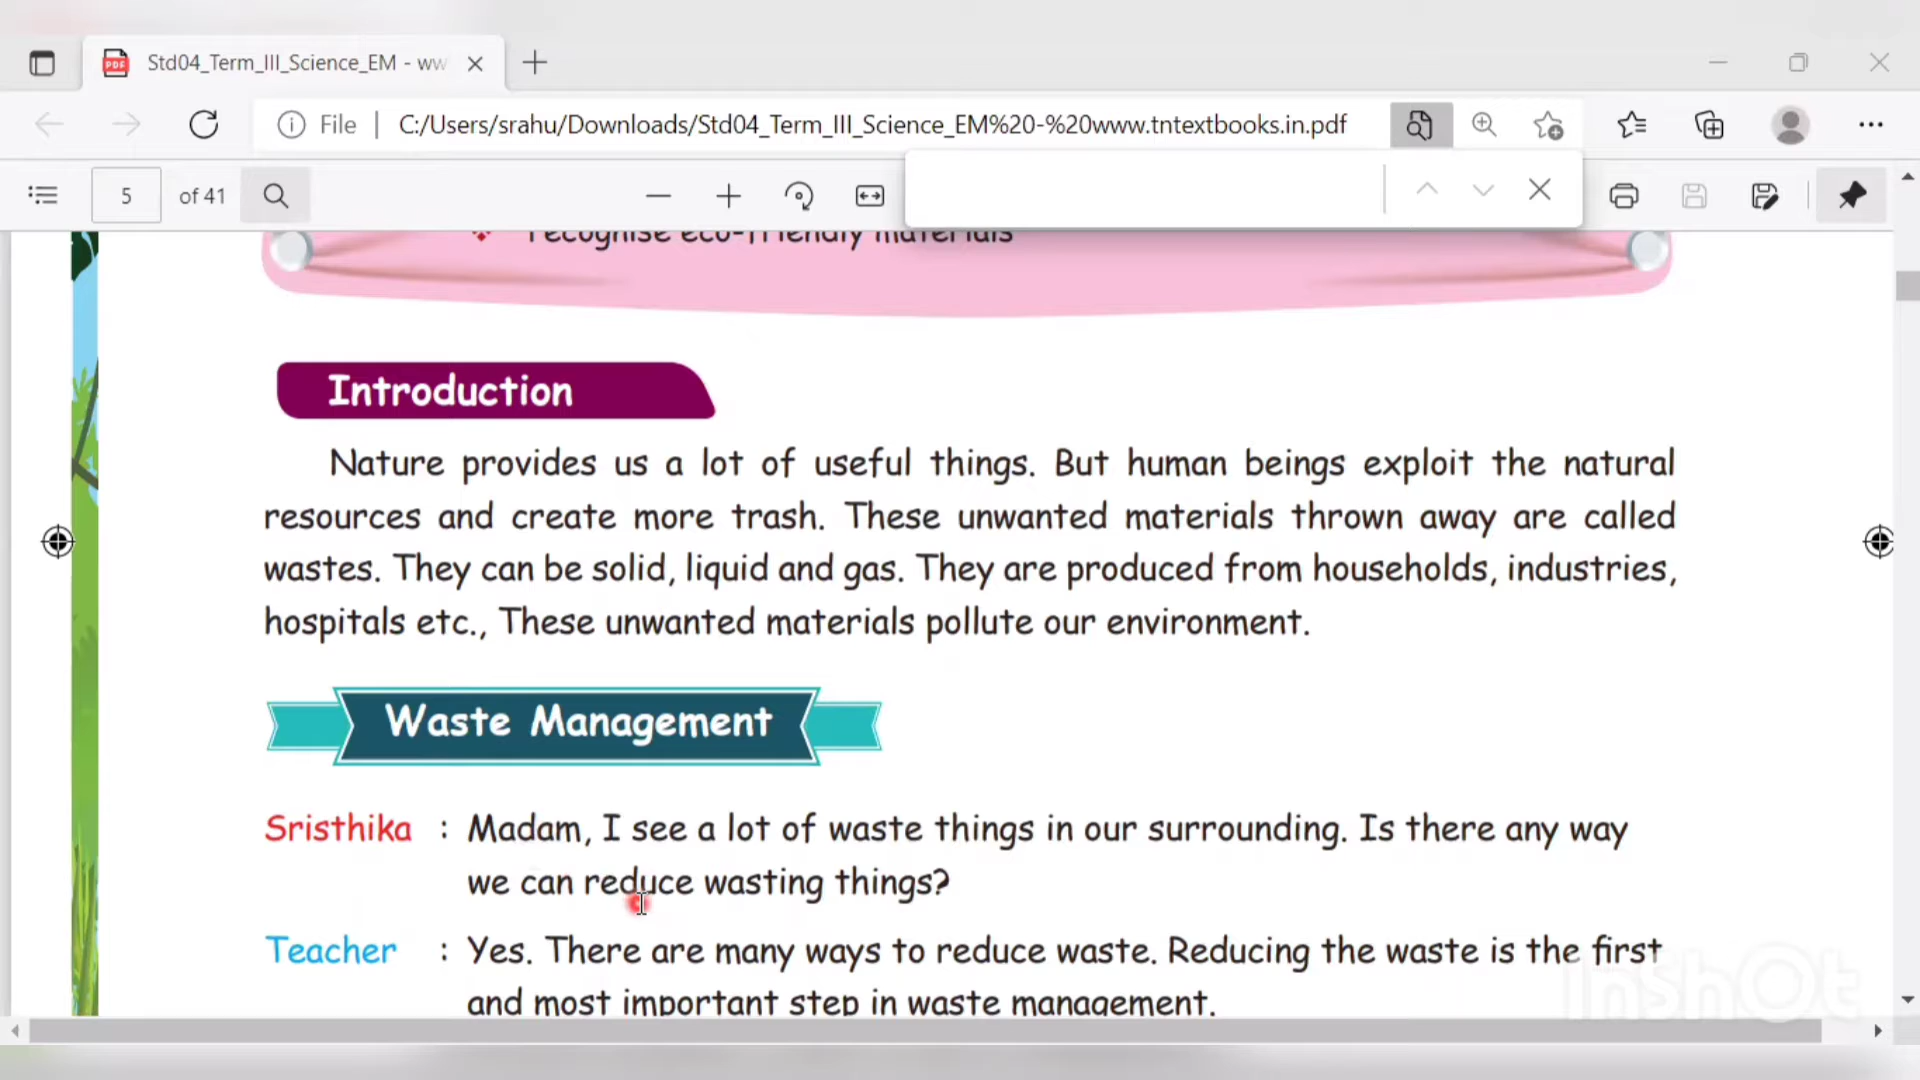 Std04_Term_III_Science_EM - ww
File
C:/Users/srahu/Downloads/Std04_Term_III_Science_EM%20-%20www.tntextbooks.in.pdf
5 of 41
recognise eco-friendly materials
Introduction
Nature provides us a lot of useful things. But human beings exploit the natural
resources and create more trash. These unwanted materials thrown away are called
wastes. They can be solid, liquid and gas. They are produced from households, industries,
hospitals etc., These unwanted materials pollute our environment.
Waste Management
Sristhika : Madam, I see a lot of waste things in our surrounding. Is there any way
we can reduce wasting things?
Teacher : Yes. There are many ways to reduce waste. Reducing the waste is the first
and most important step in waste management.
InShOt